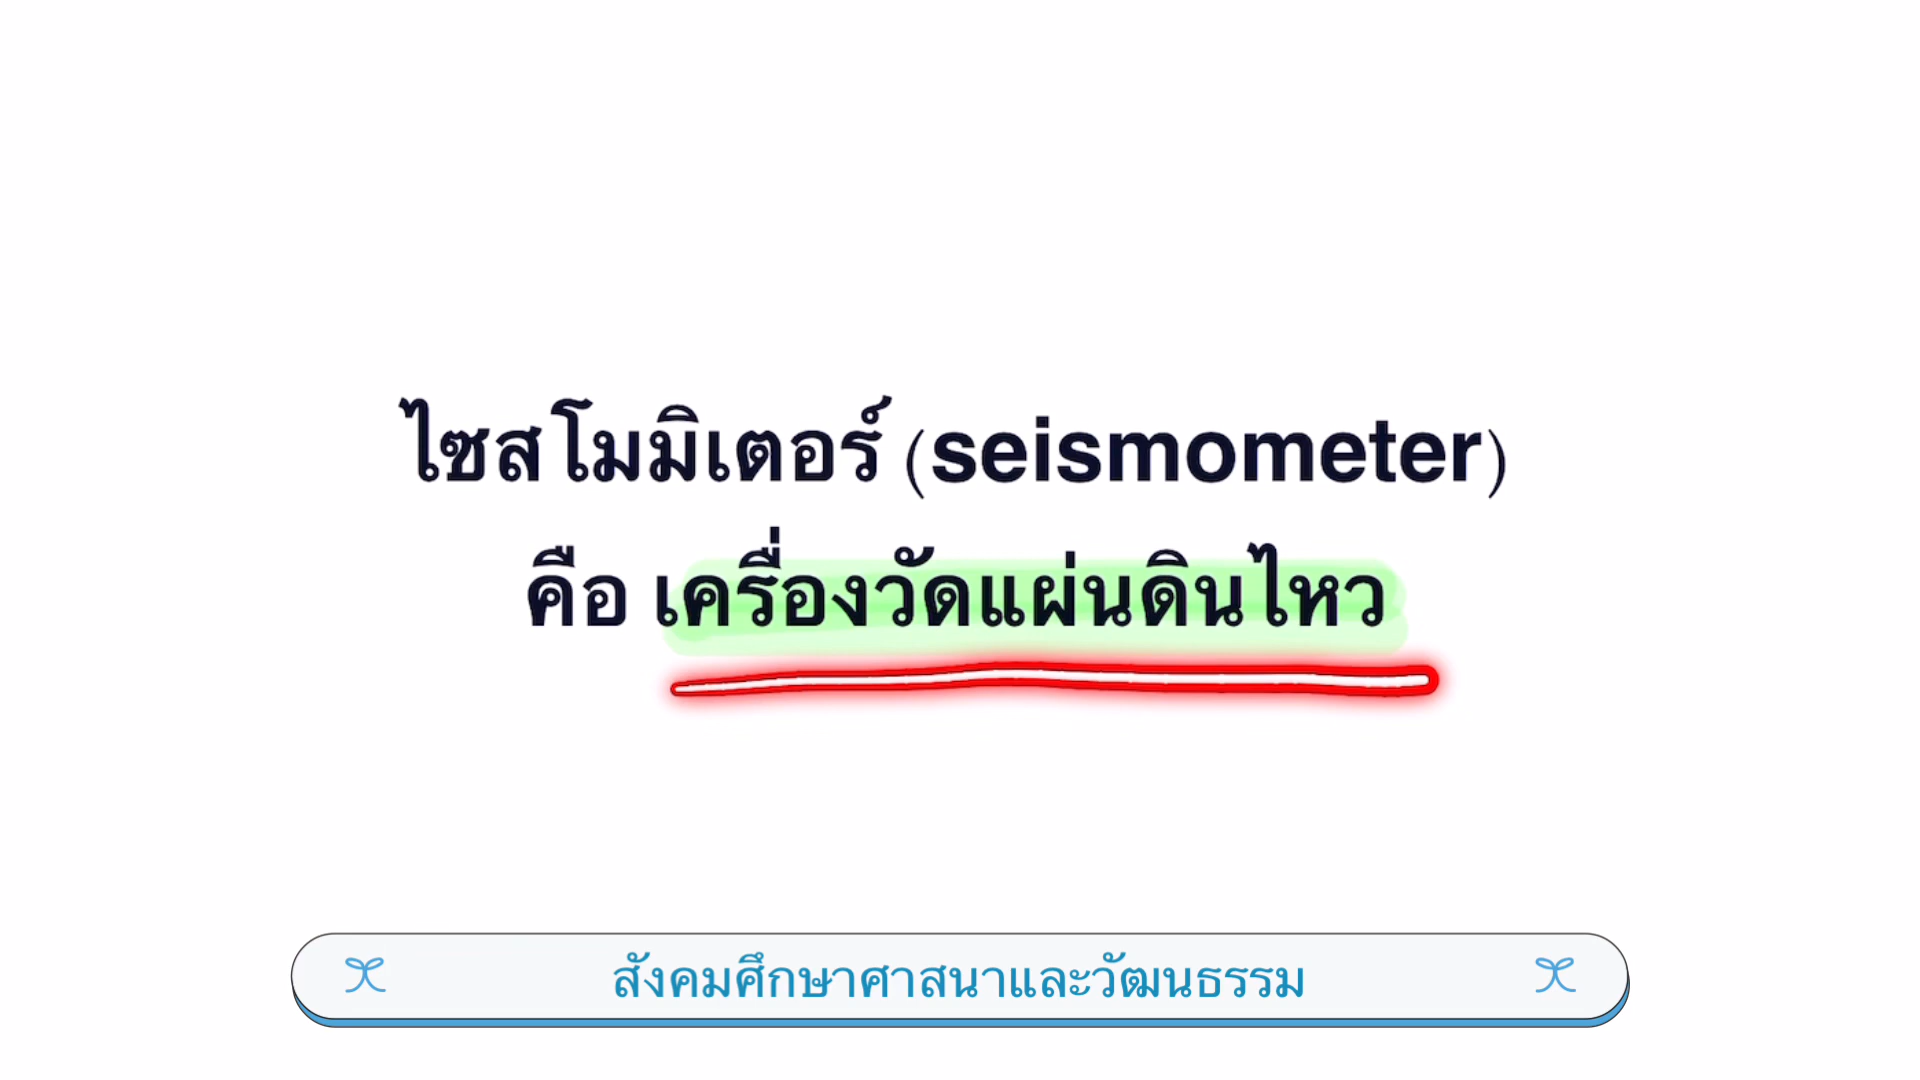 ไซสโมมิเตอร์ (seismometer)
คือ เครื่องวัดแผ่นดินไหว
สังคมศึกษาศาสนาและวัฒนธรรม